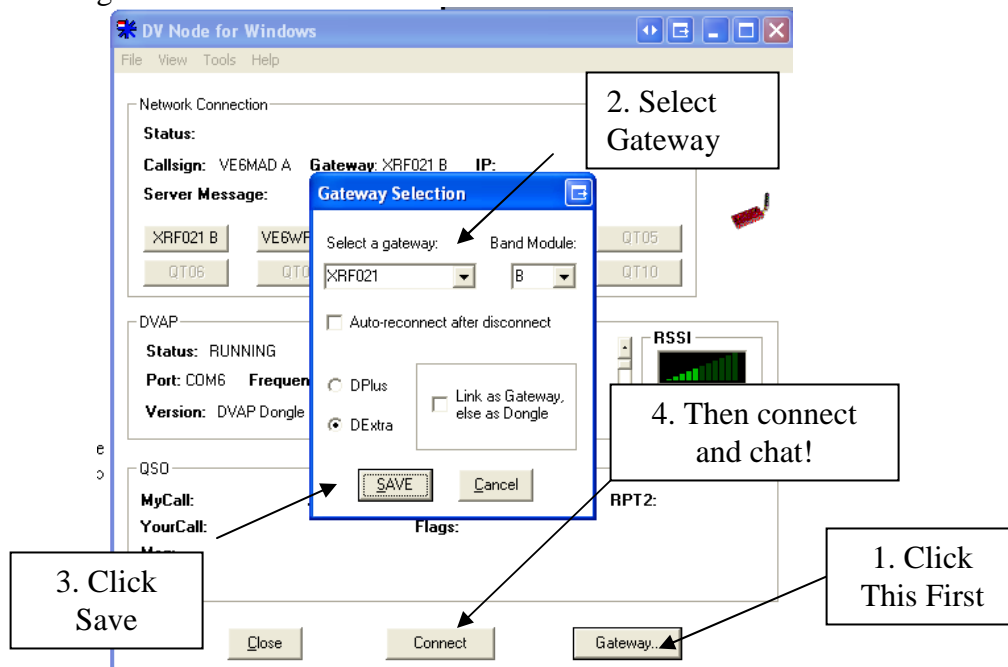 DV Node for Windows
File View Tools Help
2. Select
Gateway
Network Connection
Status:
Callsign: VE6MAD A Gateway: XRF021 B IP:
Server Message:
XRF021 B
QT05
QT06
QT10
Gateway Selection
Select a gateway: Band Module:
XRF021 B
Auto-reconnect after disconnect
DPlus
DExtra
Link as Gateway,
else as Dongle
SAVE Cancel
DVAP
Status: RUNNING
Port: COM6
Version: DVAP Dongle
RSSI
4. Then connect
and chat!
QSO
MyCall: RPT2:
YourCall: Flags:
3. Click
Save
1. Click
This First
Close Connect Gateway...